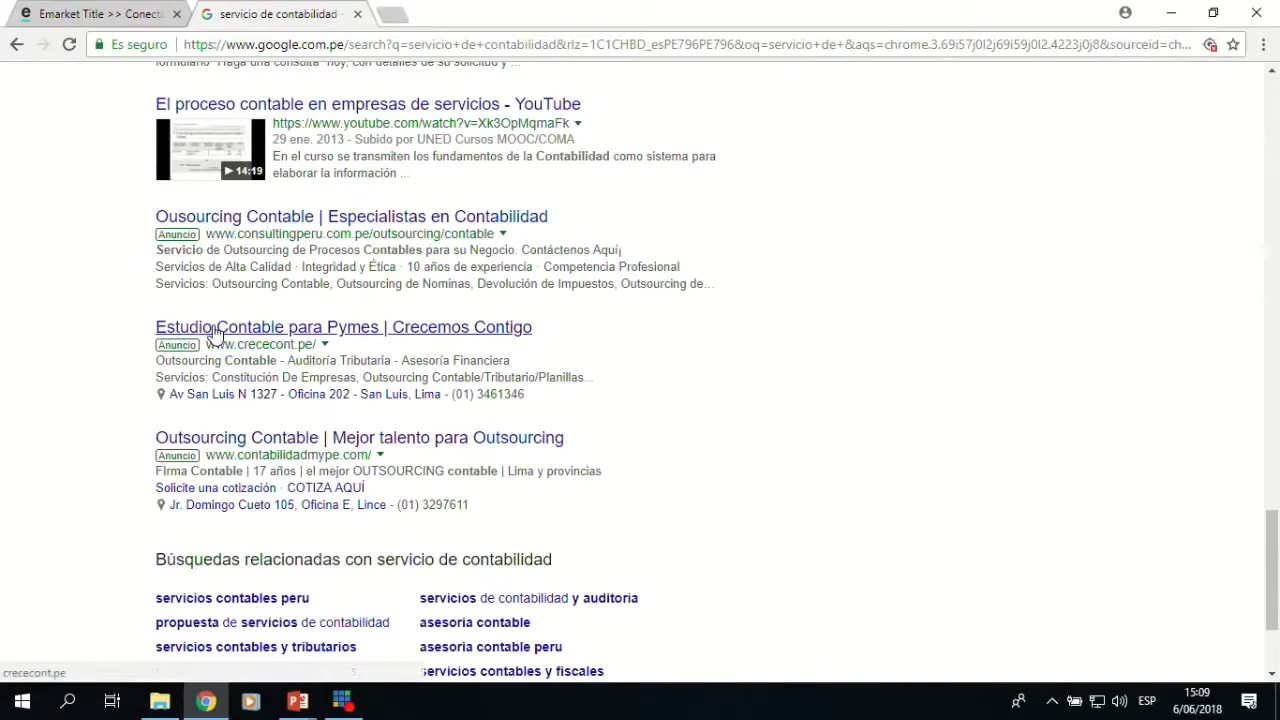 Emarket Title >> Conecta
servicio de contabilidad -
Es seguro
https://www.google.com.pe/search?q=servicio+de+contabilidad&rlz=1C1CHBD_esPE796PE796&oq=servicio+de+&aqs=chrome.3.69i57j0l2j69i59j0l2.4223j0j8&sourceid=ch...
formulario "Haga una consulta" hoy, con detalles de su solicitud y ...
El proceso contable en empresas de servicios - YouTube
https://www.youtube.com/watch?v=Xk3OpMqmaFk
29 ene. 2013 - Subido por UNED Cursos MOOC/COMA
En el curso se transmiten los fundamentos de la Contabilidad como sistema para
elaborar la información ...
14:19
Ousourcing Contable | Especialistas en Contabilidad
Anuncio www.consultingperu.com.pe/outsourcing/contable
Servicio de Outsourcing de Procesos Contables para su Negocio. Contáctenos Aquí¡
Servicios de Alta Calidad · Integridad y Ética · 10 años de experiencia · Competencia Profesional
Servicios: Outsourcing Contable, Outsourcing de Nominas, Devolución de Impuestos, Outsourcing de...
Estudio Contable para Pymes | Crecemos Contigo
Anuncio www.crececont.pe/
Outsourcing Contable - Auditoría Tributaria - Asesoría Financiera
Servicios: Constitución De Empresas, Outsourcing Contable/Tributario/Planillas...
Av San Luis N 1327 - Oficina 202 - San Luis, Lima - (01) 3461346
Outsourcing Contable | Mejor talento para Outsourcing
Anuncio www.contabilidadmype.com/
FIrma Contable | 17 años | el mejor OUTSOURCING contable | Lima y provincias
Solicite una cotización · COTIZA AQUÍ
Jr. Domingo Cueto 105, Oficina E, Lince - (01) 3297611
Búsquedas relacionadas con servicio de contabilidad
servicios contables peru
servicios de contabilidad y auditoria
propuesta de servicios de contabilidad
asesoria contable
servicios contables y tributarios
asesoria contable peru
servicios contables y fiscales
crececont.pe
ESP
15:09
6/06/2018